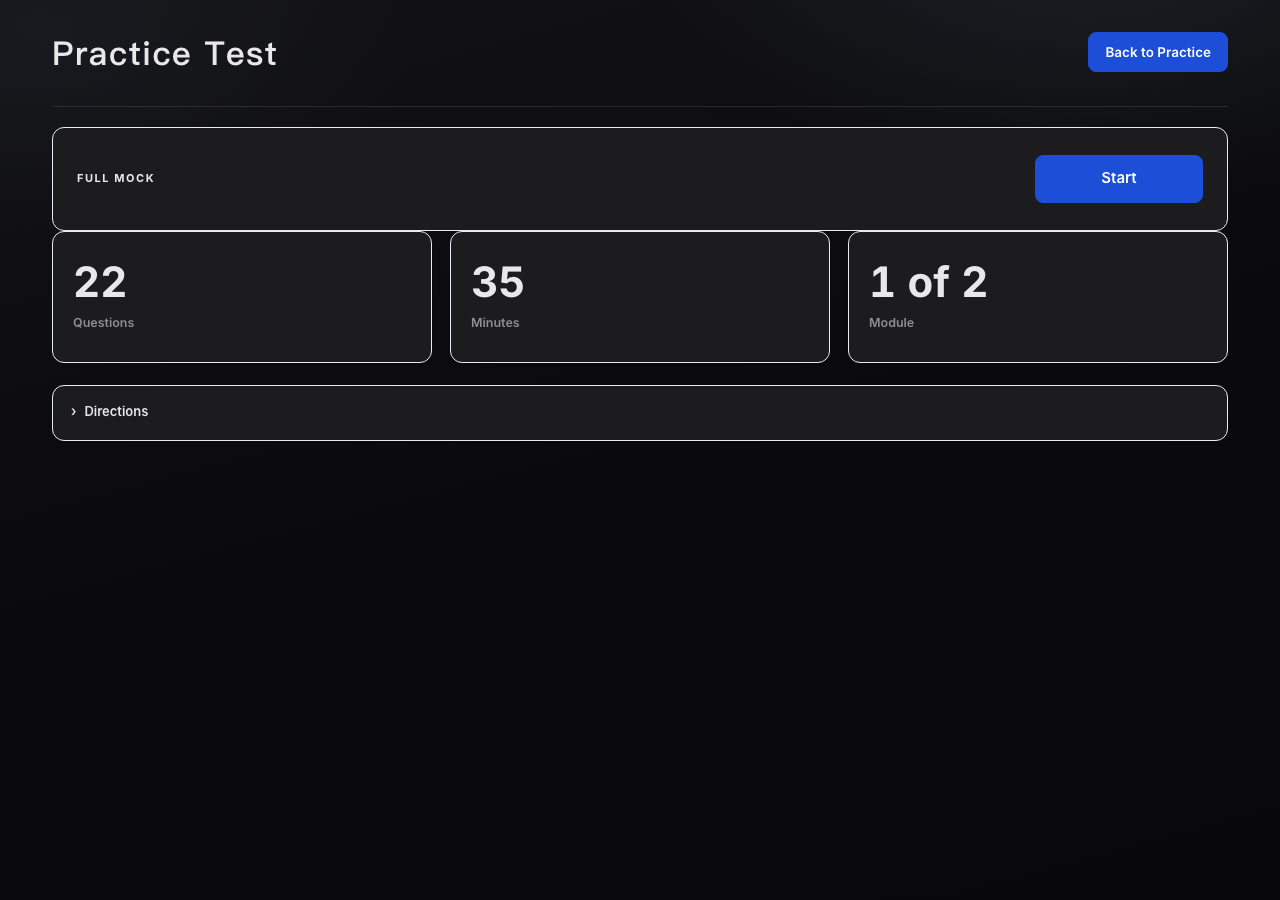 Practice Test
Back to Practice
FULL MOCK
Start
22
Questions
35
Minutes
1 of 2
Module
› Directions